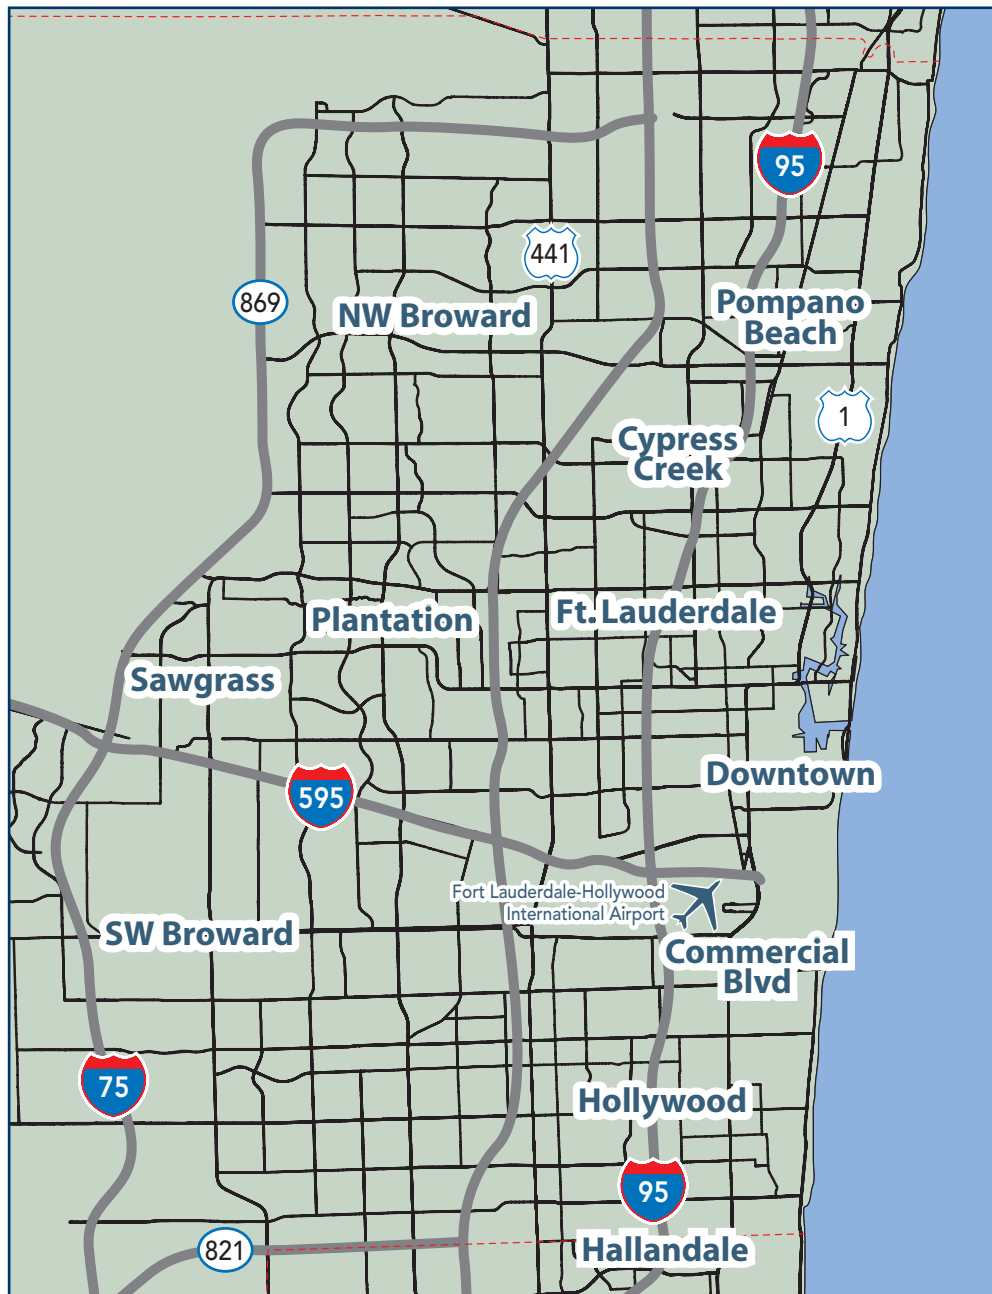 95
441
869
NW Broward
Pompano
Beach
1
Cypress
Creek
Plantation
Ft. Lauderdale
Sawgrass
Downtown
595
Fort Lauderdale-Hollywood
International Airport
SW Broward
Commercial
Blvd
75
Hollywood
95
821
Hallandale